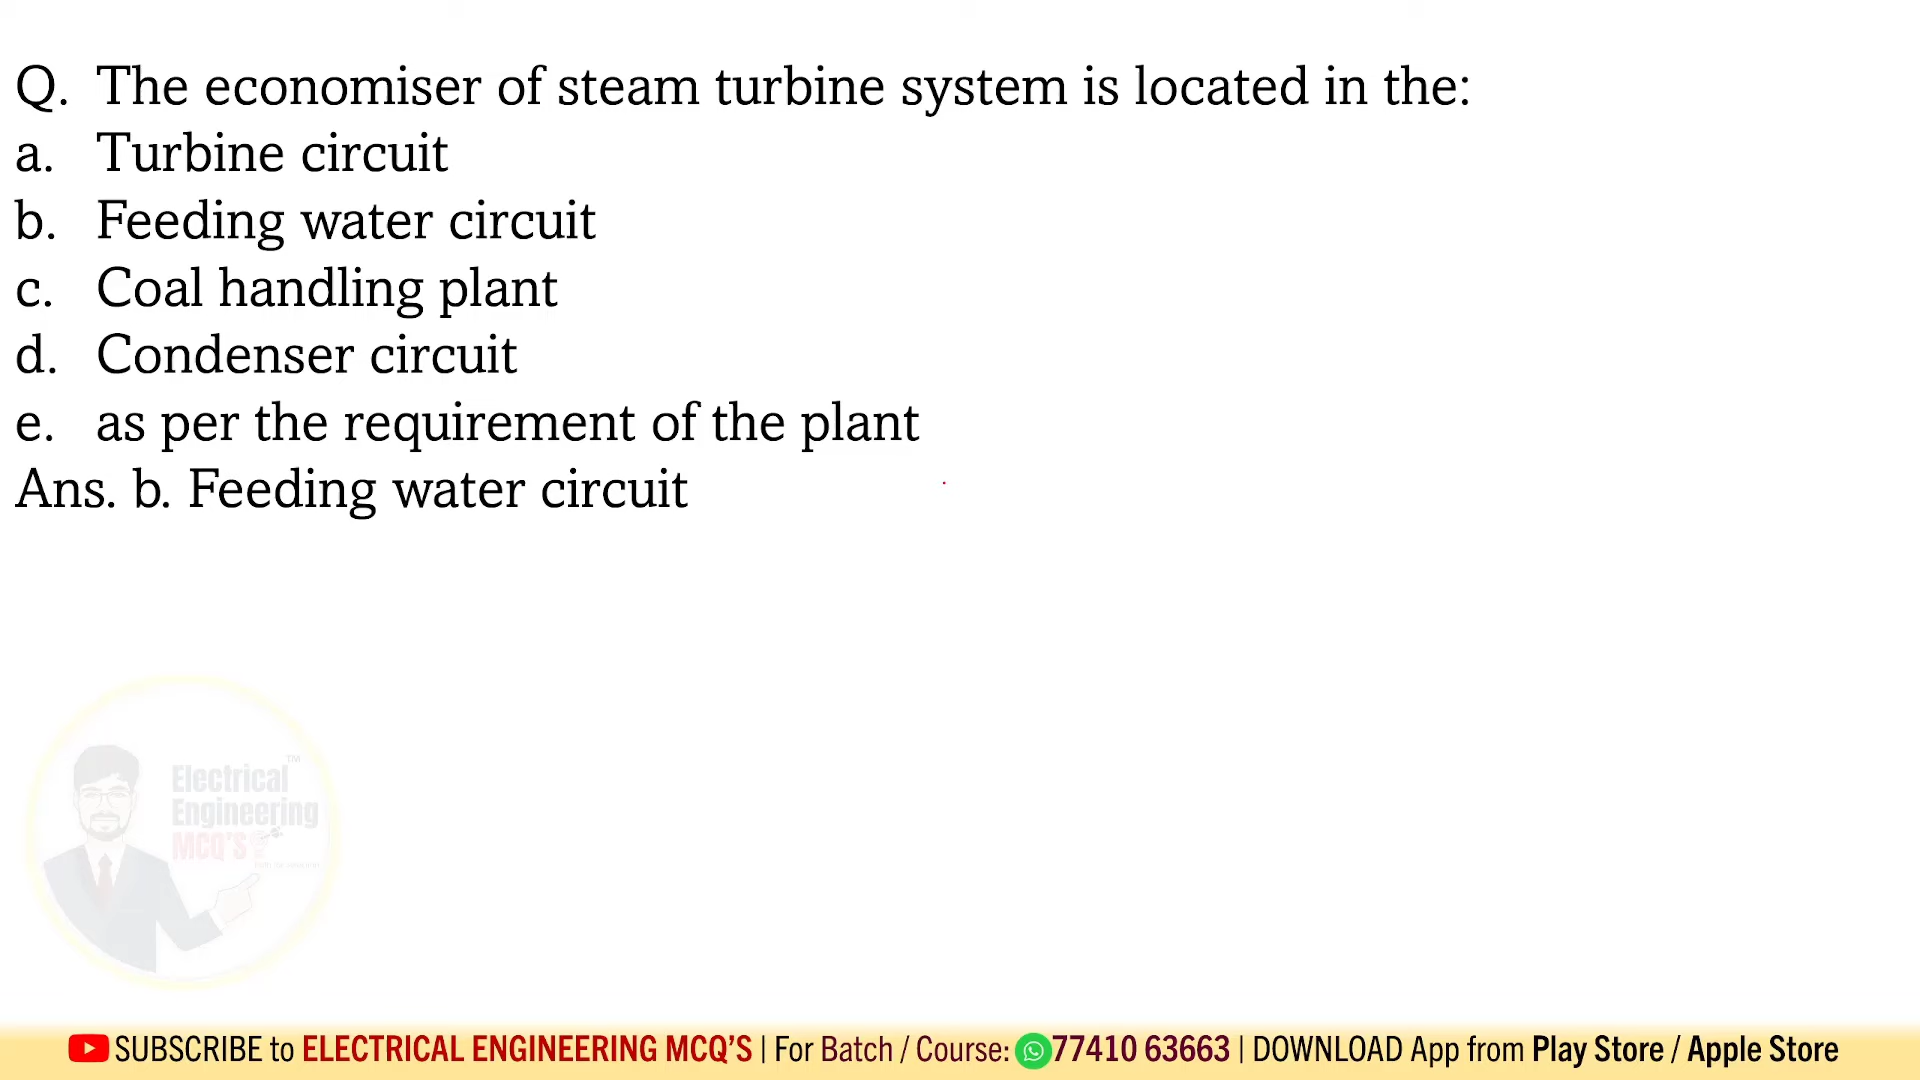 Q. The economiser of steam turbine system is located in the:
a. Turbine circuit
b. Feeding water circuit
c. Coal handling plant
d. Condenser circuit
e. as per the requirement of the plant
Ans. b. Feeding water circuit
Electrical TM
Engineering
MCQ'S
SUBSCRIBE to ELECTRICAL ENGINEERING MCQ’S | For Batch / Course: 77410 63663 | DOWNLOAD App from Play Store / Apple Store